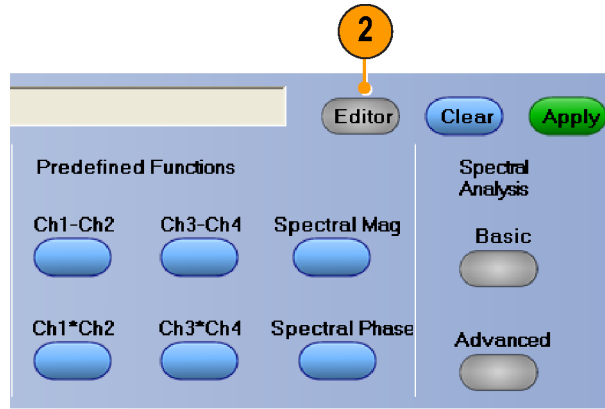 2
Editor Clear Apply
Predefined Functions
Spectral
Analysis
Ch1-Ch2 Ch3-Ch4 Spectral Mag
Basic
Ch1*Ch2 Ch3*Ch4 Spectral Phase
Advanced